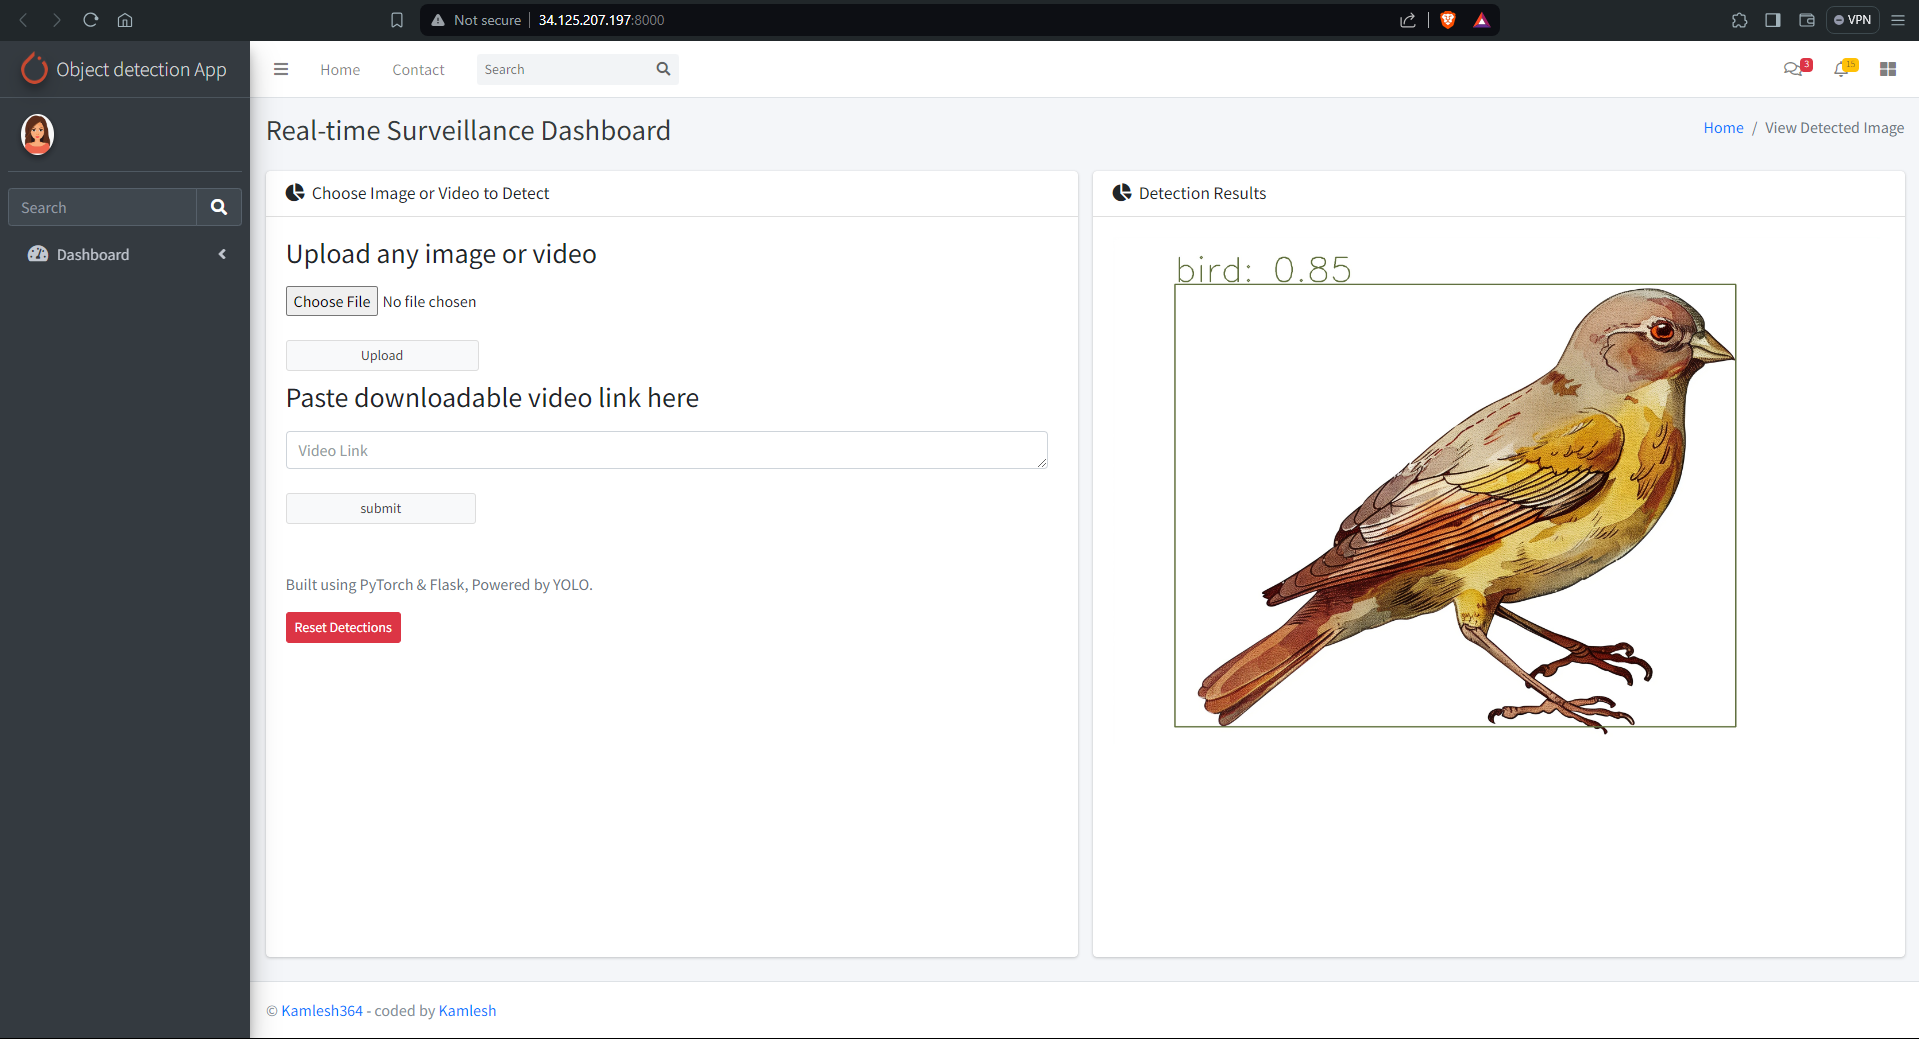 Not secure
34.125.207.197:8000
VPN
Object detection App
Home
Contact
Search
3
15
Search
Dashboard
Real-time Surveillance Dashboard
Home / View Detected Image
Choose Image or Video to Detect
Upload any image or video
Choose File No file chosen
Upload
Paste downloadable video link here
Video Link
submit
Built using PyTorch & Flask, Powered by YOLO.
Reset Detections
Detection Results
bird: 0.85
© Kamlesh364 - coded by Kamlesh